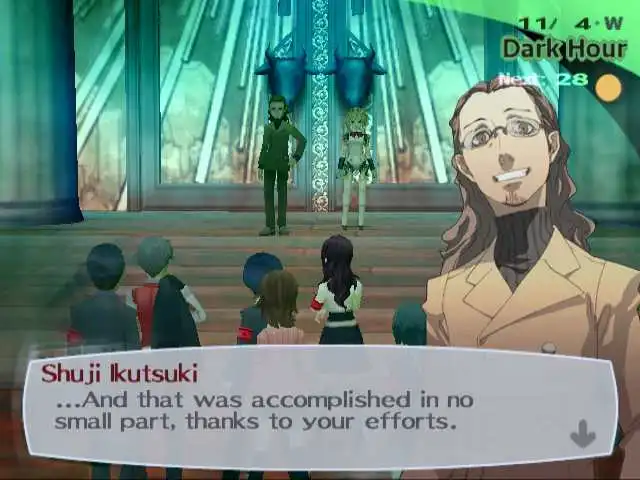 11/ 4·W
Dark Hour
Next: 28
Shuji Ikutsuki
...And that was accomplished in no
small part, thanks to your efforts.